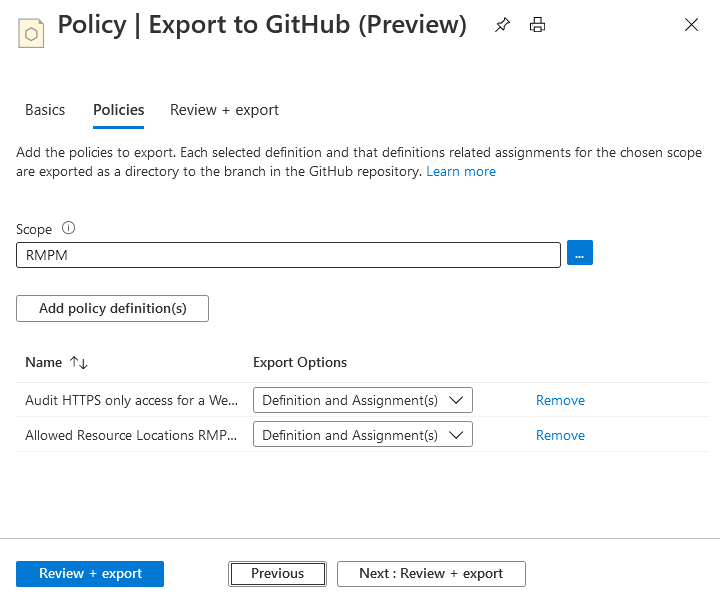 Policy | Export to GitHub (Preview)
Basics Policies Review + export
Add the policies to export. Each selected definition and that definitions related assignments for the chosen scope
are exported as a directory to the branch in the GitHub repository. Learn more
Scope
RMPM
...
Add policy definition(s)
Name Export Options
Audit HTTPS only access for a We... Definition and Assignment(s) Remove
Allowed Resource Locations RMP... Definition and Assignment(s) Remove
Review + export Previous Next : Review + export